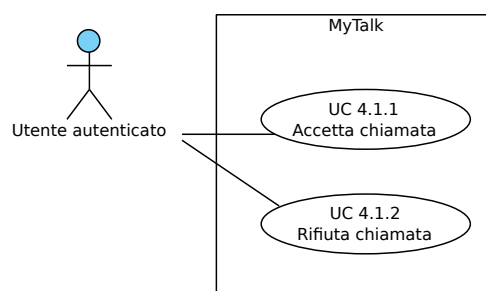 MyTalk
UC 4.1.1
Accetta chiamata
Utente autenticato
UC 4.1.2
Rifiuta chiamata